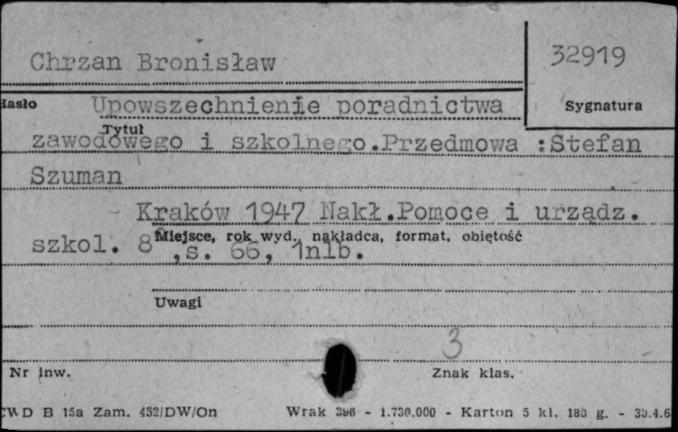 Chrzan Bronisław
32919
Hasło
Upowszechnienie poradnictwa
Sygnatura
Tytuł
zawodowego i szkolnego.Przedmowa :Stefan
Szuman
- Kraków 1947 Nakł.Pomoce i urządz.
Miejsce, rok wyd., nakładca, format, objętość
szkol. 8 ,s. 66, 1nlb.
Uwagi
3
Nr inw.
Znak klas.
CWD B 15a Zam. 452/DW/On Wrak 396 - 1.730.000 - Karton 5 kl. 180 g. - 30.4.6